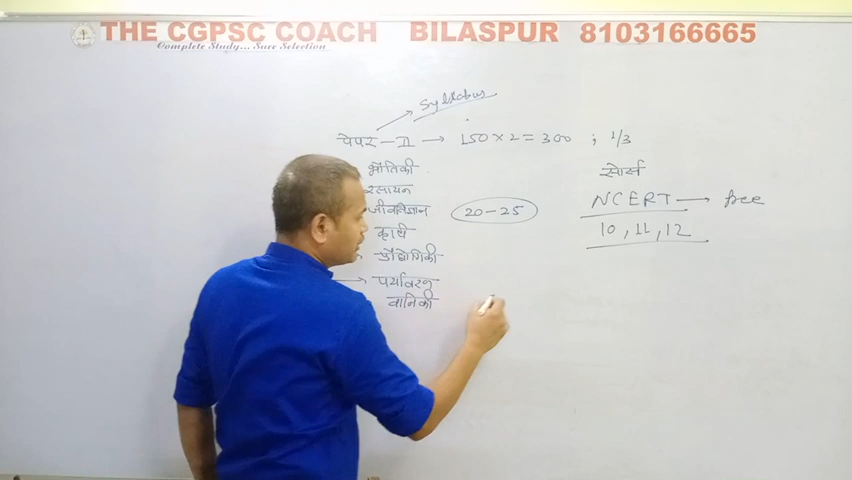 THE CGPSC COACH BILASPUR 8103166665
Complete Study... Sure Selection
Syllabus
पेपर - II → 150 × 2 = 300 ; 1/3
भौतिकी
रसायन
जीवविज्ञान
कृषि
प्रौद्योगिकी
→ पर्यावरण
वानिकी
20 - 25
स्रोर्स
NCERT → free
10, 11, 12